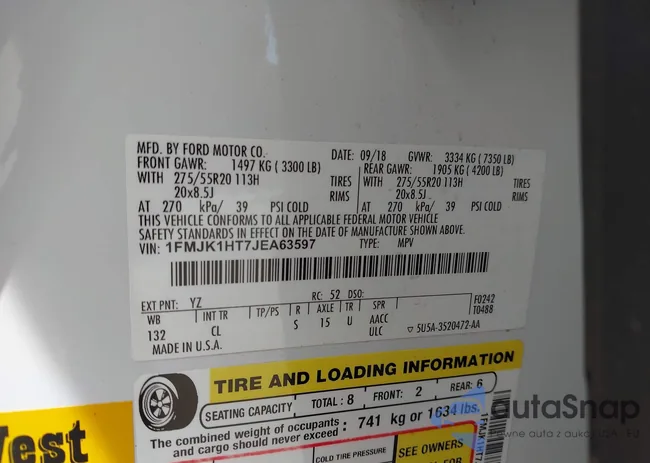 MFD. BY FORD MOTOR CO. DATE: 09/18 GVWR: 3334 KG ( 7350 LB)
FRONT GAWR: 1497 KG ( 3300 LB) REAR GAWR: 1905 KG ( 4200 LB)
WITH 275/55R20 113H TIRES WITH 275/55R20 113H TIRES
20x8.5J RIMS 20x8.5J RIMS
AT 270 kPa/ 39 PSI COLD AT 270 kPa/ 39 PSI COLD
THIS VEHICLE CONFORMS TO ALL APPLICABLE FEDERAL MOTOR VEHICLE
SAFETY STANDARDS IN EFFECT ON THE DATE OF MANUFACTURE SHOWN ABOVE.
VIN: 1FMJK1HT7JEA63597 TYPE: MPV
EXT PNT: YZ RC: 52 DSO: F0242
WB INT TR TP/PS R AXLE TR SPR T0488
132 CL S 15 U AACC
ULC ▽ 5U5A-3520472-AA
MADE IN U.S.A.
TIRE AND LOADING INFORMATION
SEATING CAPACITY TOTAL : 8 FRONT: 2 REAR: 6
The combined weight of occupants
and cargo should never exceed : 741 kg or 1634 lbs.
COLD TIRE PRESSURE SEE OWNERS
FOR
West
autaSnap